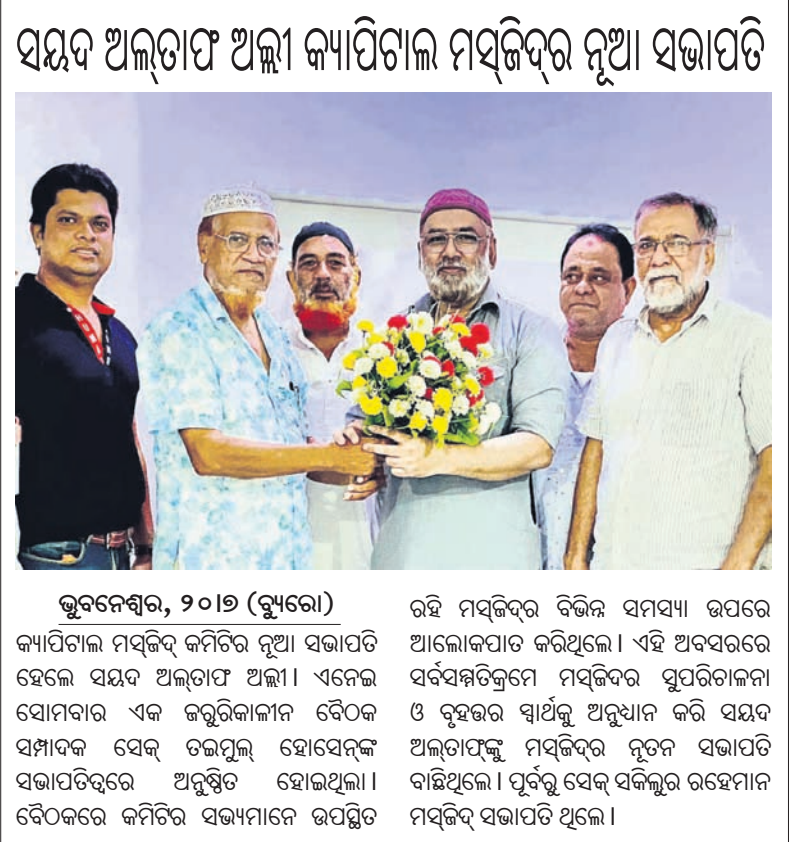 ସୟଦ ଅଲ୍‌ତାଫ ଅଲ୍ଲୀ କ୍ୟାପିଟାଲ ମସ୍‌ଜିଦ୍‌ର ନୂଆ ସଭାପତି
ଭୁବନେଶ୍ୱର, ୨୦।୭ (ବ୍ୟୁରୋ)
କ୍ୟାପିଟାଲ ମସ୍‌ଜିଦ୍ କମିଟିର ନୂଆ ସଭାପତି
ହେଲେ ସୟଦ ଅଲ୍‌ତାଫ ଅଲ୍ଲୀ। ଏନେଇ
ସୋମବାର ଏକ ଜରୁରିକାଳୀନ ବୈଠକ
ସମ୍ପାଦକ ସେକ୍ ତଇମୁଲ୍ ହୋସେନ୍‌ଙ୍କ
ସଭାପତିତ୍ୱରେ ଅନୁଷ୍ଠିତ ହୋଇଥିଲା।
ବୈଠକରେ କମିଟିର ସଭ୍ୟମାନେ ଉପସ୍ଥିତ
ରହି ମସ୍‌ଜିଦ୍‌ର ବିଭିନ୍ନ ସମସ୍ୟା ଉପରେ
ଆଲୋକପାତ କରିଥିଲେ। ଏହି ଅବସରରେ
ସର୍ବସମ୍ମତିକ୍ରମେ ମସ୍‌ଜିଦର ସୁପରିଚାଳନା
ଓ ବୃହତ୍ତର ସ୍ୱାର୍ଥକୁ ଅନୁଧ୍ୟାନ କରି ସୟଦ
ଅଲ୍‌ତାଫ୍‌ଙ୍କୁ ମସ୍‌ଜିଦ୍‌ର ନୂତନ ସଭାପତି
ବାଛିଥିଲେ। ପୂର୍ବରୁ ସେକ୍ ସକିଲୁର ରହେମାନ
ମସ୍‌ଜିଦ୍ ସଭାପତି ଥିଲେ।